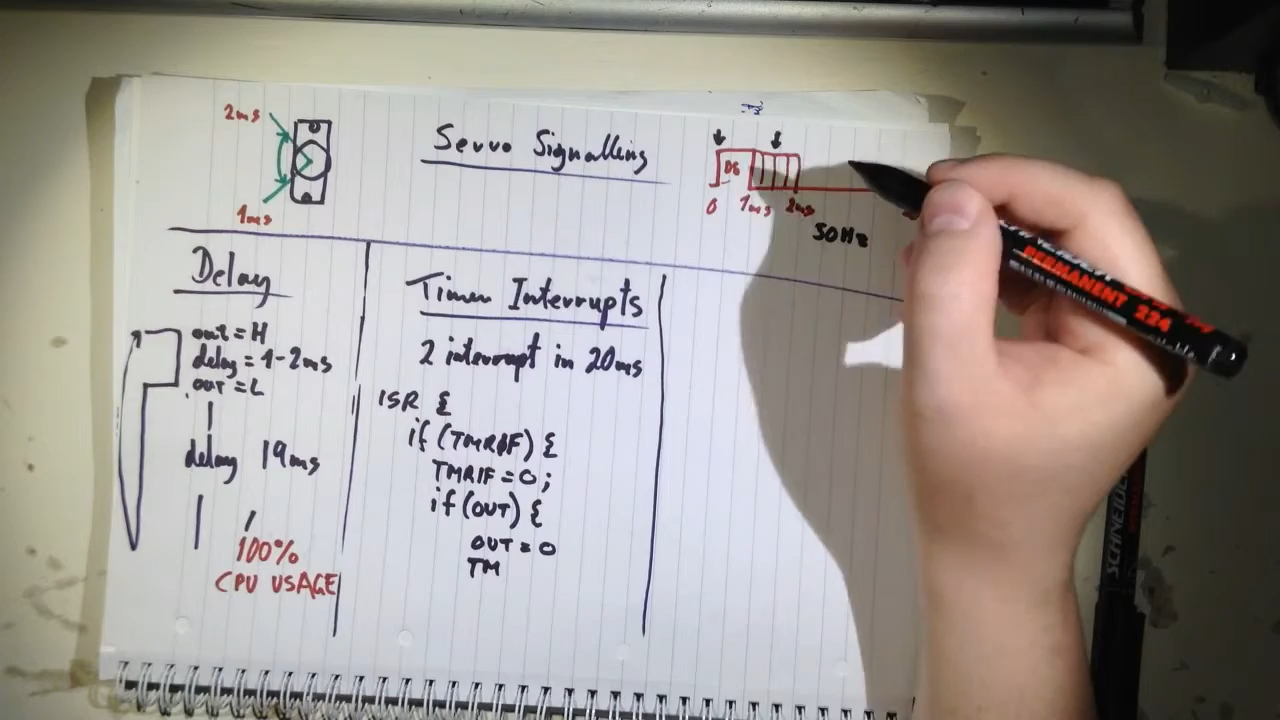 2ms
1ms
Servo Signalling
DB
0 1ms 2ms
50Hz
Delay
out = H
delay = 1-2ms
out = L
delay 19ms
100%
CPU USAGE
Timer Interrupts
2 interrupt in 20ms
ISR {
if (TMRIF) {
TMRIF = 0;
if (OUT) {
OUT = 0
TM
PERMANENT 224
SCHNEIDER